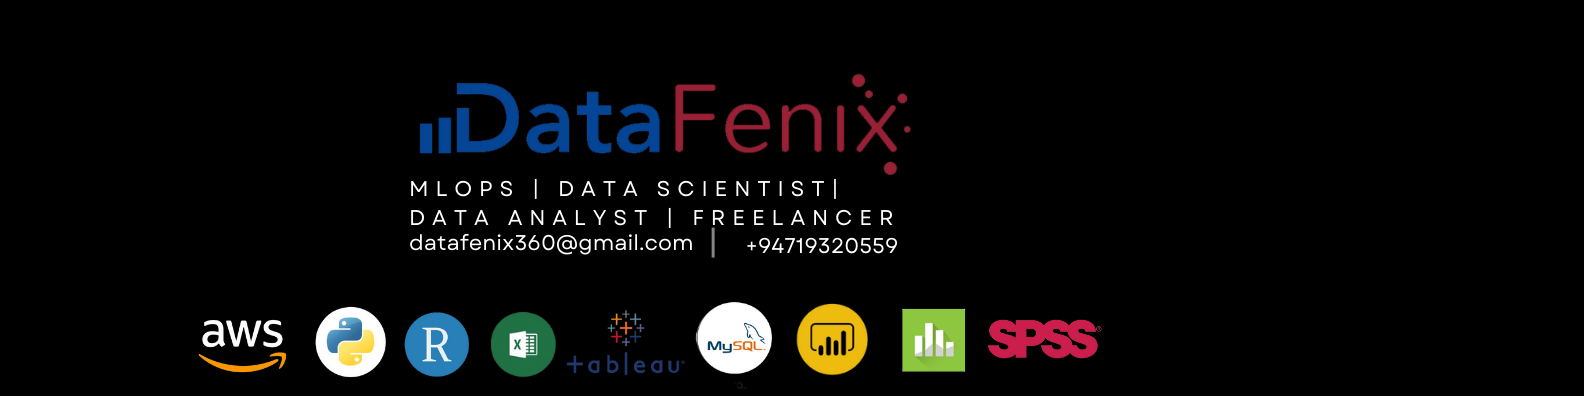 DataFenix
MLOPS | DATA SCIENTIST|
DATA ANALYST | FREELANCER
datafenix360@gmail.com | +94719320559
aws R X tableau MySQL SPSS